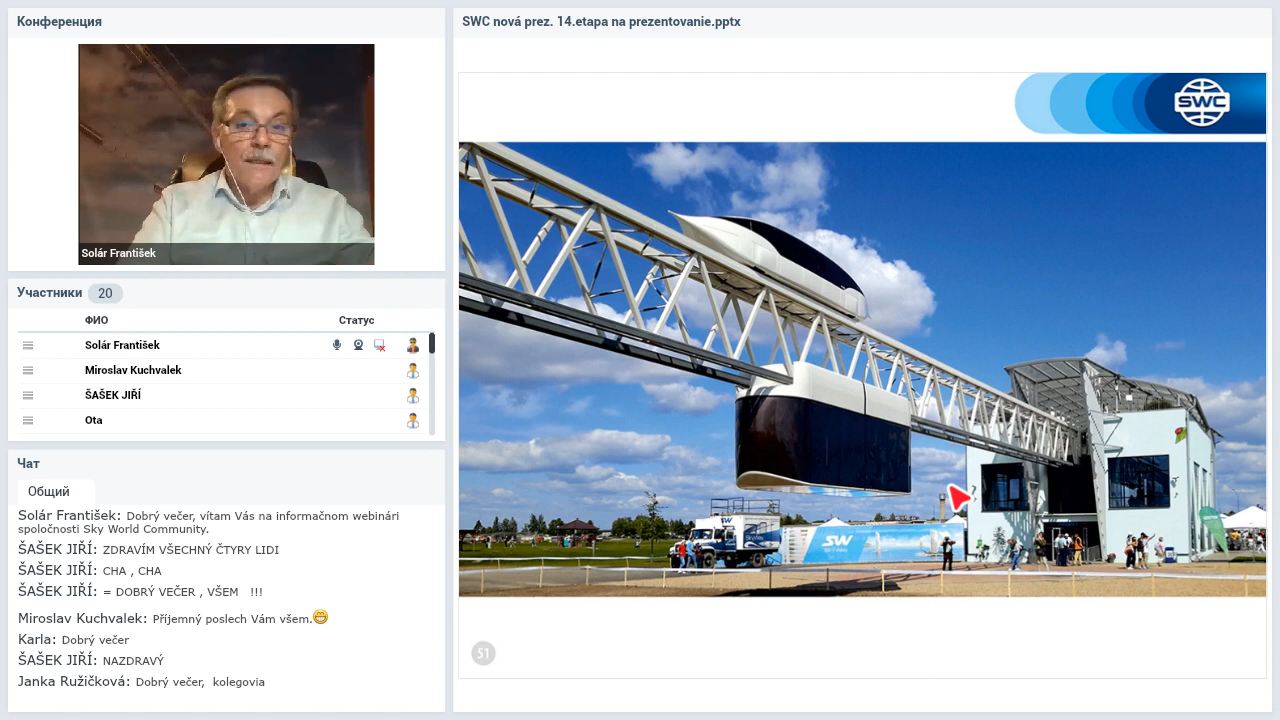 Конференция
Solár František
Участники 20
ФИО Статус
Solár František
Miroslav Kuchvalek
ŠAŠEK JIŘÍ
Ota
Чат
Общий
Solár František: Dobrý večer, vítam Vás na informačnom webinári
spoločnosti Sky World Community.
ŠAŠEK JIŘÍ: ZDRAVÍM VŠECHNÝ ČTYRY LIDI
ŠAŠEK JIŘÍ: CHA , CHA
ŠAŠEK JIŘÍ: = DOBRÝ VEČER , VŠEM !!!
Miroslav Kuchvalek: Příjemný poslech Vám všem.
Karla: Dobrý večer
ŠAŠEK JIŘÍ: NAZDRAVÝ
Janka Ružičková: Dobrý večer, kolegovia
SWC nová prez. 14.etapa na prezentovanie.pptx
SWC
SW
SkyWay
SW
51